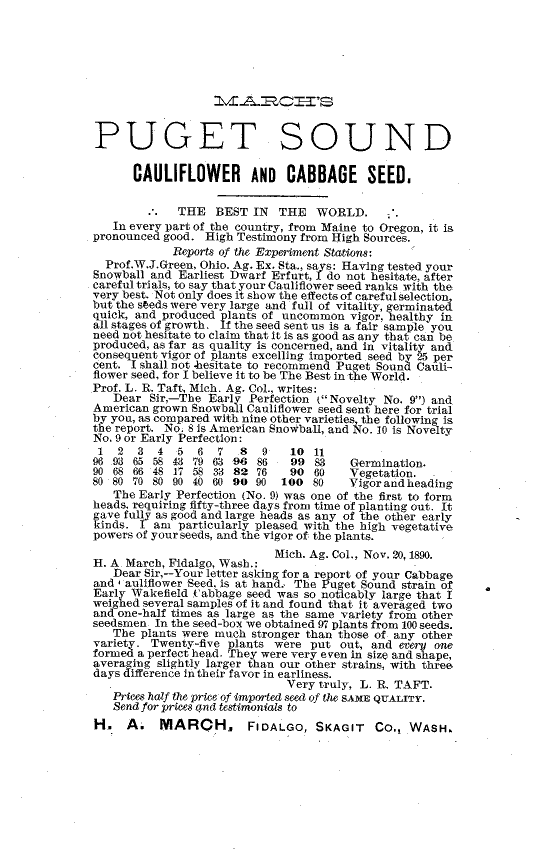 MARCH'S
PUGET SOUND
CAULIFLOWER AND CABBAGE SEED.
∴ THE BEST IN THE WORLD. ∴
In every part of the country, from Maine to Oregon, it is
pronounced good. High Testimony from High Sources.
Reports of the Experiment Stations:
Prof.W.J.Green, Ohio. Ag. Ex. Sta., says: Having tested your
Snowball and Earliest Dwarf Erfurt, I do not hesitate, after
careful trials, to say that your Cauliflower seed ranks with the
very best. Not only does it show the effects of careful selection,
but the seeds were very large and full of vitality, germinated
quick, and produced plants of uncommon vigor, healthy in
all stages of growth. If the seed sent us is a fair sample you
need not hesitate to claim that it is as good as any that can be
produced, as far as quality is concerned, and in vitality and
consequent vigor of plants excelling imported seed by 25 per
cent. I shall not hesitate to recommend Puget Sound Cauli-
flower seed, for I believe it to be The Best in the World.
Prof. L. R. Taft, Mich. Ag. Col., writes:
Dear Sir,—The Early Perfection ("Novelty No. 9") and
American grown Snowball Cauliflower seed sent here for trial
by you, as compared with nine other varieties, the following is
the report. No. 8 is American Snowball, and No. 10 is Novelty
No. 9 or Early Perfection:
1 2 3 4 5 6 7 8 9 10 11
96 93 65 58 43 79 63 96 86 99 83 Germination.
90 68 66 48 17 58 33 82 76 90 60 Vegetation.
80 80 70 80 90 40 60 90 90 100 80 Vigor and heading
The Early Perfection (No. 9) was one of the first to form
heads, requiring fifty-three days from time of planting out. It
gave fully as good and large heads as any of the other early
kinds. I am particularly pleased with the high vegetative
powers of your seeds, and the vigor of the plants.
Mich. Ag. Col., Nov. 20, 1890.
H. A. March, Fidalgo, Wash.:
Dear Sir,--Your letter asking for a report of your Cabbage
and Cauliflower Seed, is at hand. The Puget Sound strain of
Early Wakefield Cabbage seed was so noticably large that I
weighed several samples of it and found that it averaged two
and one-half times as large as the same variety from other
seedsmen. In the seed-box we obtained 97 plants from 100 seeds.
The plants were much stronger than those of any other
variety. Twenty-five plants were put out, and every one
formed a perfect head. They were very even in size and shape,
averaging slightly larger than our other strains, with three
days difference in their favor in earliness.
Very truly, L. R. TAFT.
Prices half the price of imported seed of the SAME QUALITY.
Send for prices and testimonials to
H. A. MARCH, FIDALGO, SKAGIT CO., WASH.